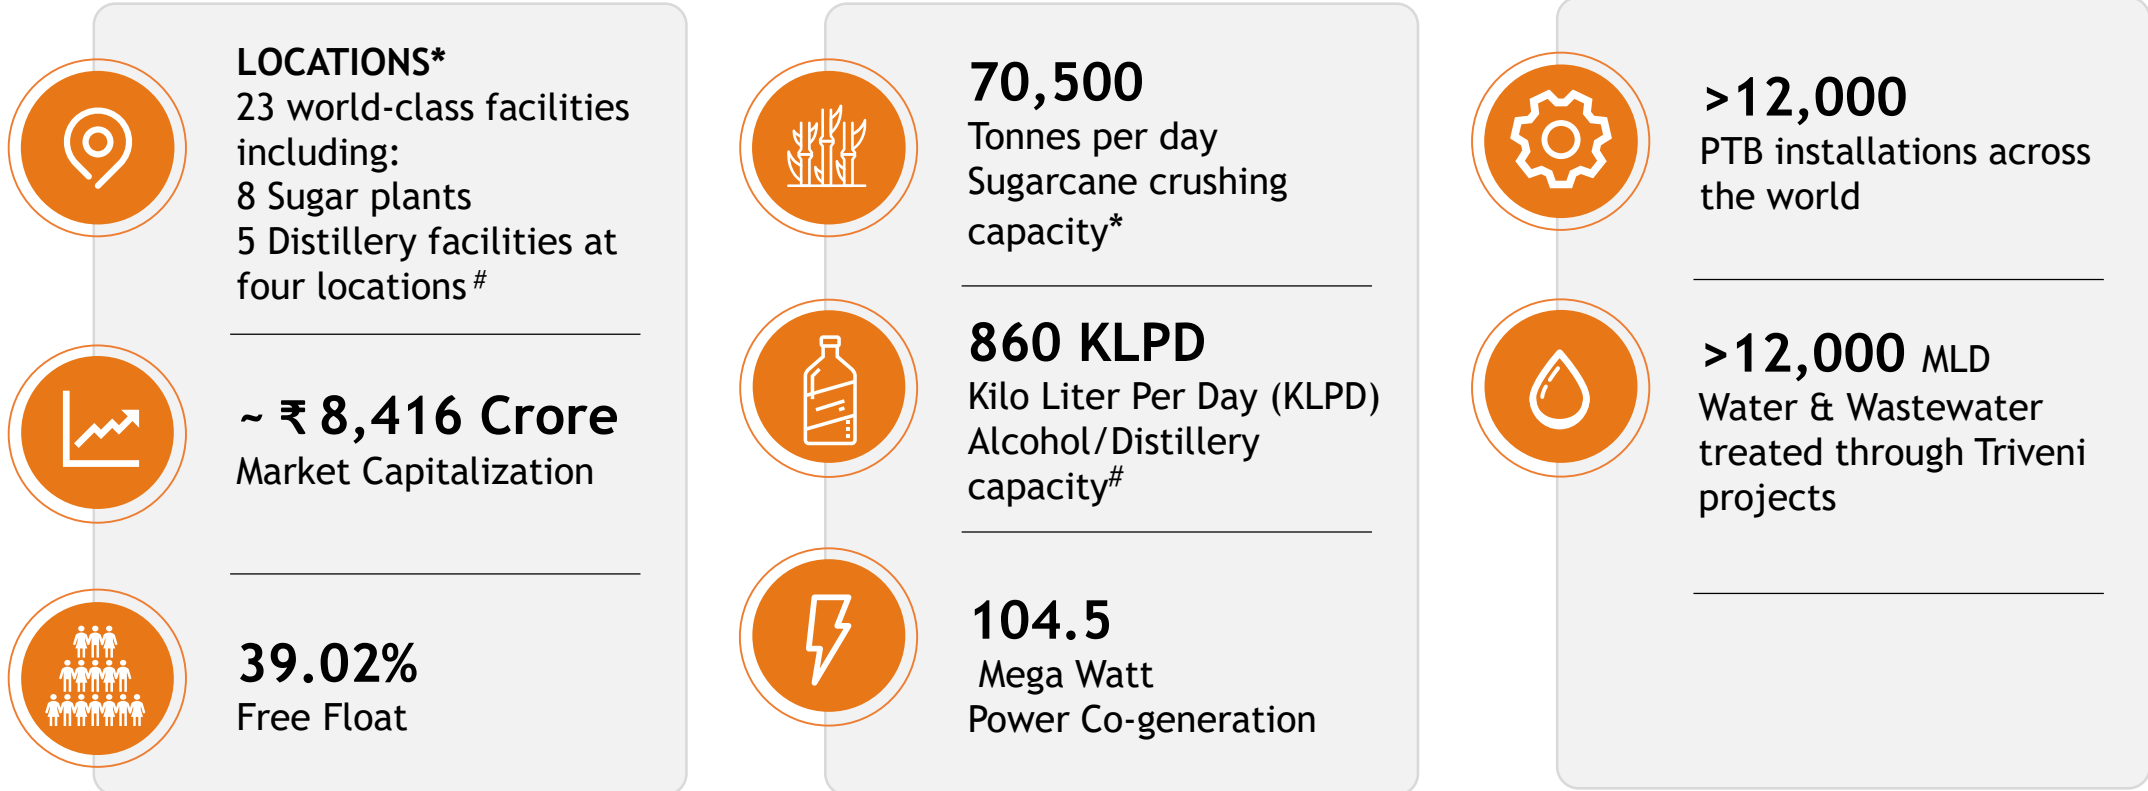 LOCATIONS*
23 world-class facilities
including:
8 Sugar plants
5 Distillery facilities at
four locations #
~ ₹ 8,416 Crore
Market Capitalization
39.02%
Free Float
70,500
Tonnes per day
Sugarcane crushing
capacity*
860 KLPD
Kilo Liter Per Day (KLPD)
Alcohol/Distillery
capacity#
104.5
Mega Watt
Power Co-generation
>12,000
PTB installations across
the world
>12,000 MLD
Water & Wastewater
treated through Triveni
projects